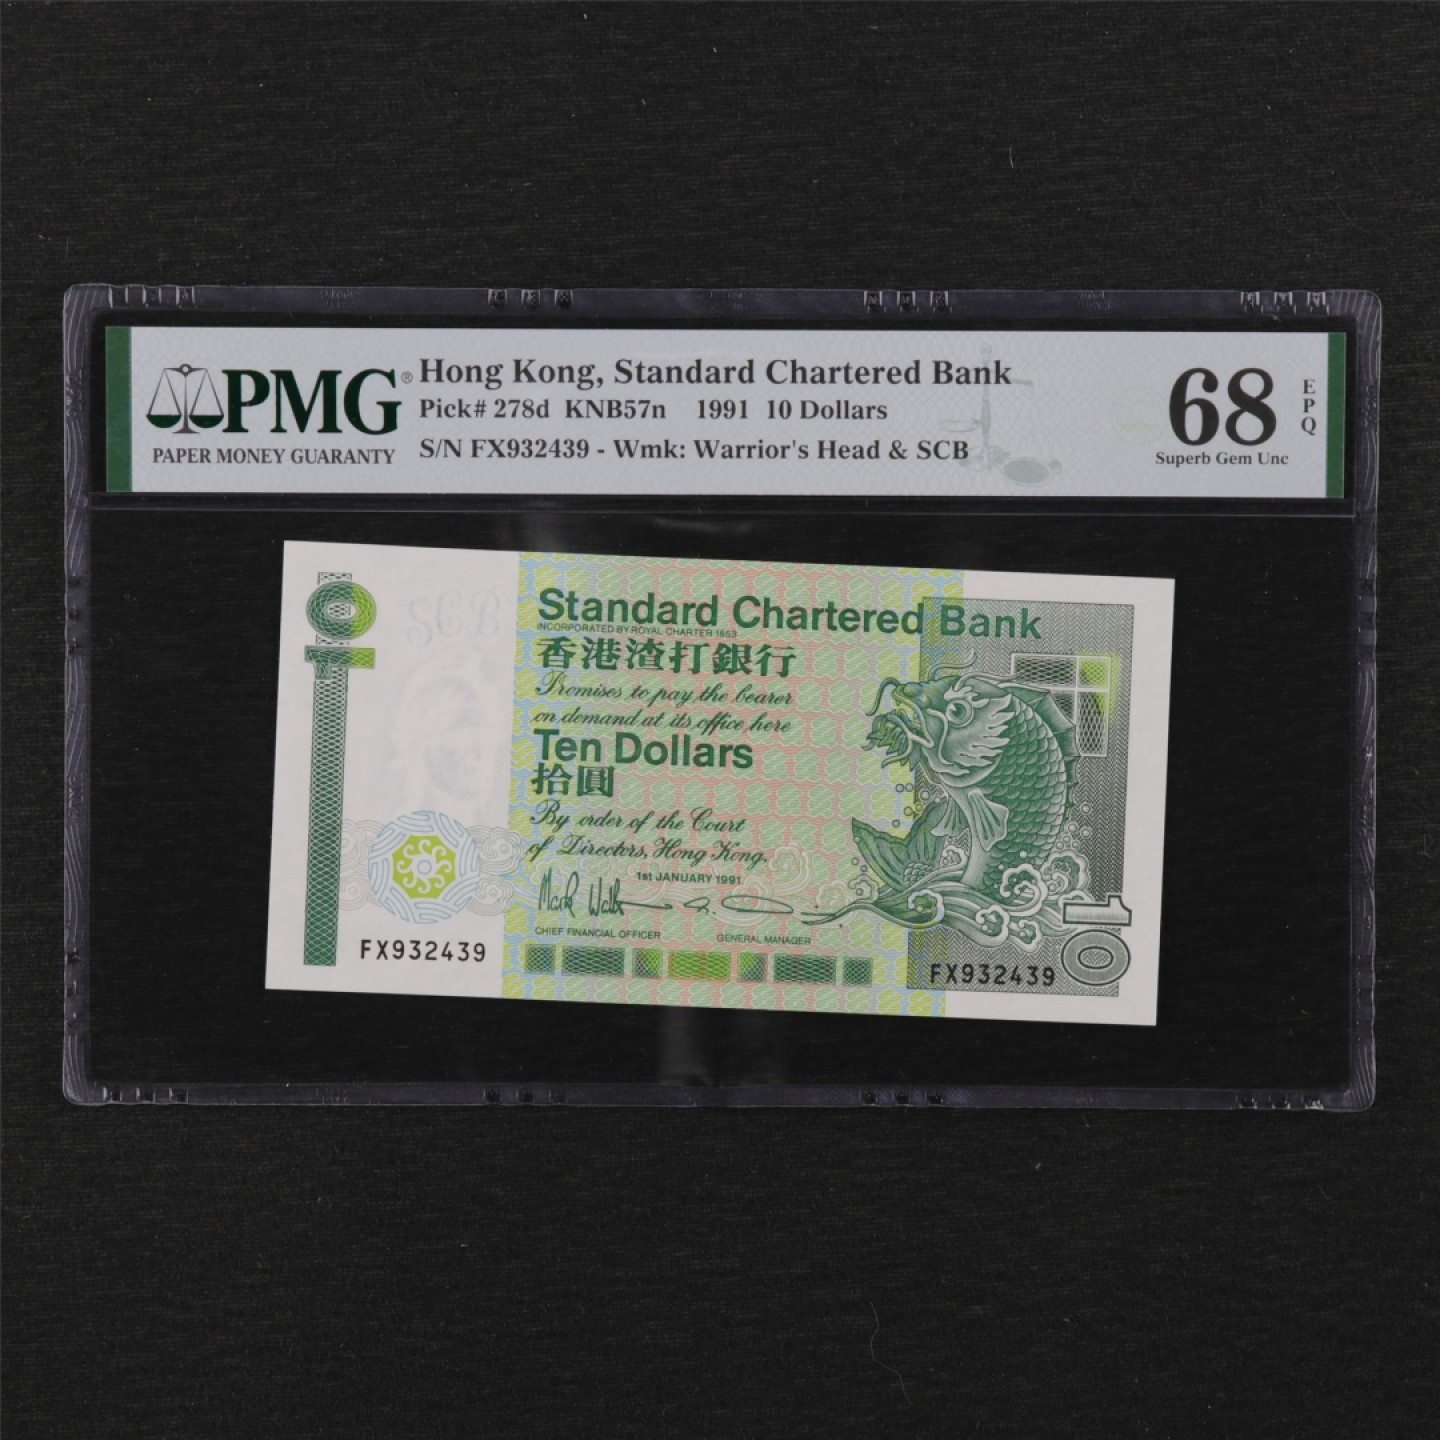 PMG®
PAPER MONEY GUARANTY
Hong Kong, Standard Chartered Bank
Pick# 278d KNB57n 1991 10 Dollars
S/N FX932439 - Wmk: Warrior's Head & SCB
68
Superb Gem Unc
EPQ
10
SCB
Standard Chartered Bank
INCORPORATED BY ROYAL CHARTER 1853
香港渣打銀行
Promises to pay the bearer
on demand at its office here
Ten Dollars
拾圓
By order of the Court
of Directors, Hong Kong.
1st JANUARY 1991
CHIEF FINANCIAL OFFICER
GENERAL MANAGER
FX932439
FX932439
10